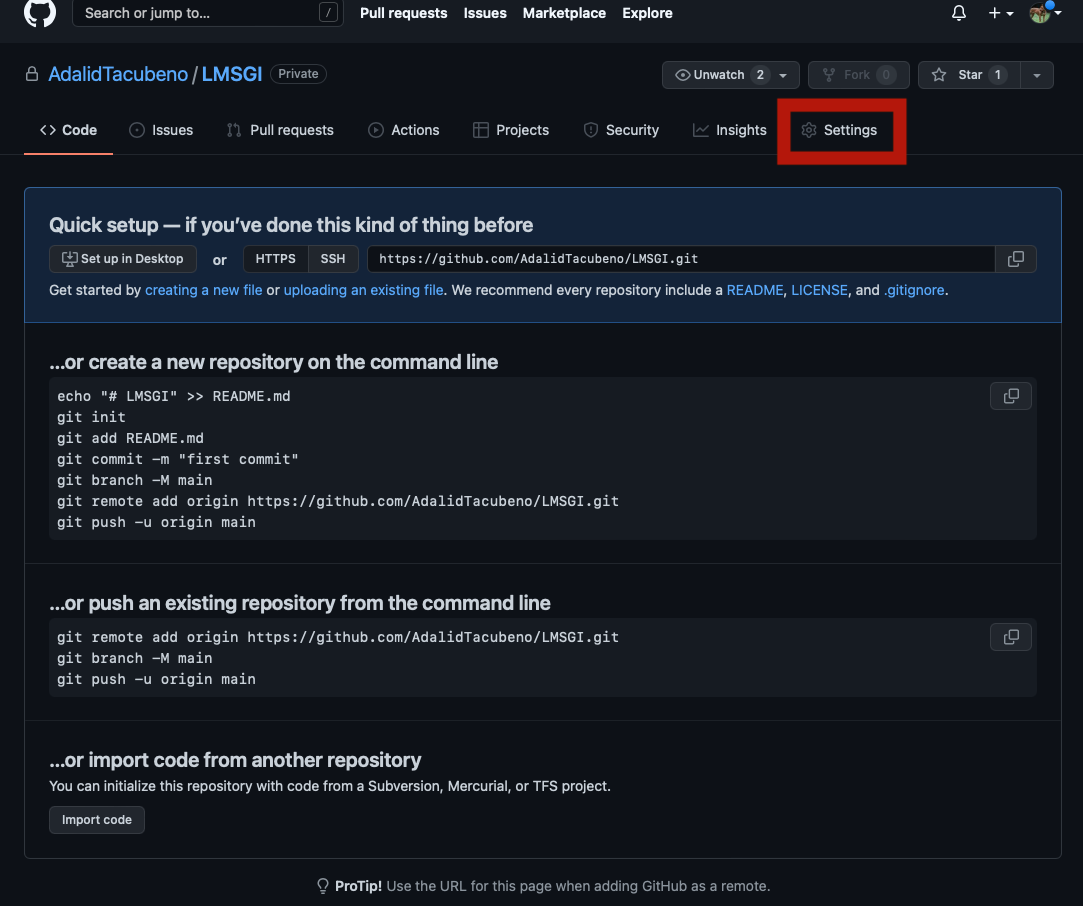 Search or jump to... / Pull requests Issues Marketplace Explore
AdalidTacubeno / LMSGI Private Unwatch 2 Fork 0 Star 1
Code Issues Pull requests Actions Projects Security Insights Settings
Quick setup — if you’ve done this kind of thing before
Set up in Desktop or HTTPS SSH https://github.com/AdalidTacubeno/LMSGI.git
Get started by creating a new file or uploading an existing file. We recommend every repository include a README, LICENSE, and .gitignore.
…or create a new repository on the command line
echo "# LMSGI" >> README.md
git init
git add README.md
git commit -m "first commit"
git branch -M main
git remote add origin https://github.com/AdalidTacubeno/LMSGI.git
git push -u origin main
…or push an existing repository from the command line
git remote add origin https://github.com/AdalidTacubeno/LMSGI.git
git branch -M main
git push -u origin main
…or import code from another repository
You can initialize this repository with code from a Subversion, Mercurial, or TFS project.
Import code
ProTip! Use the URL for this page when adding GitHub as a remote.